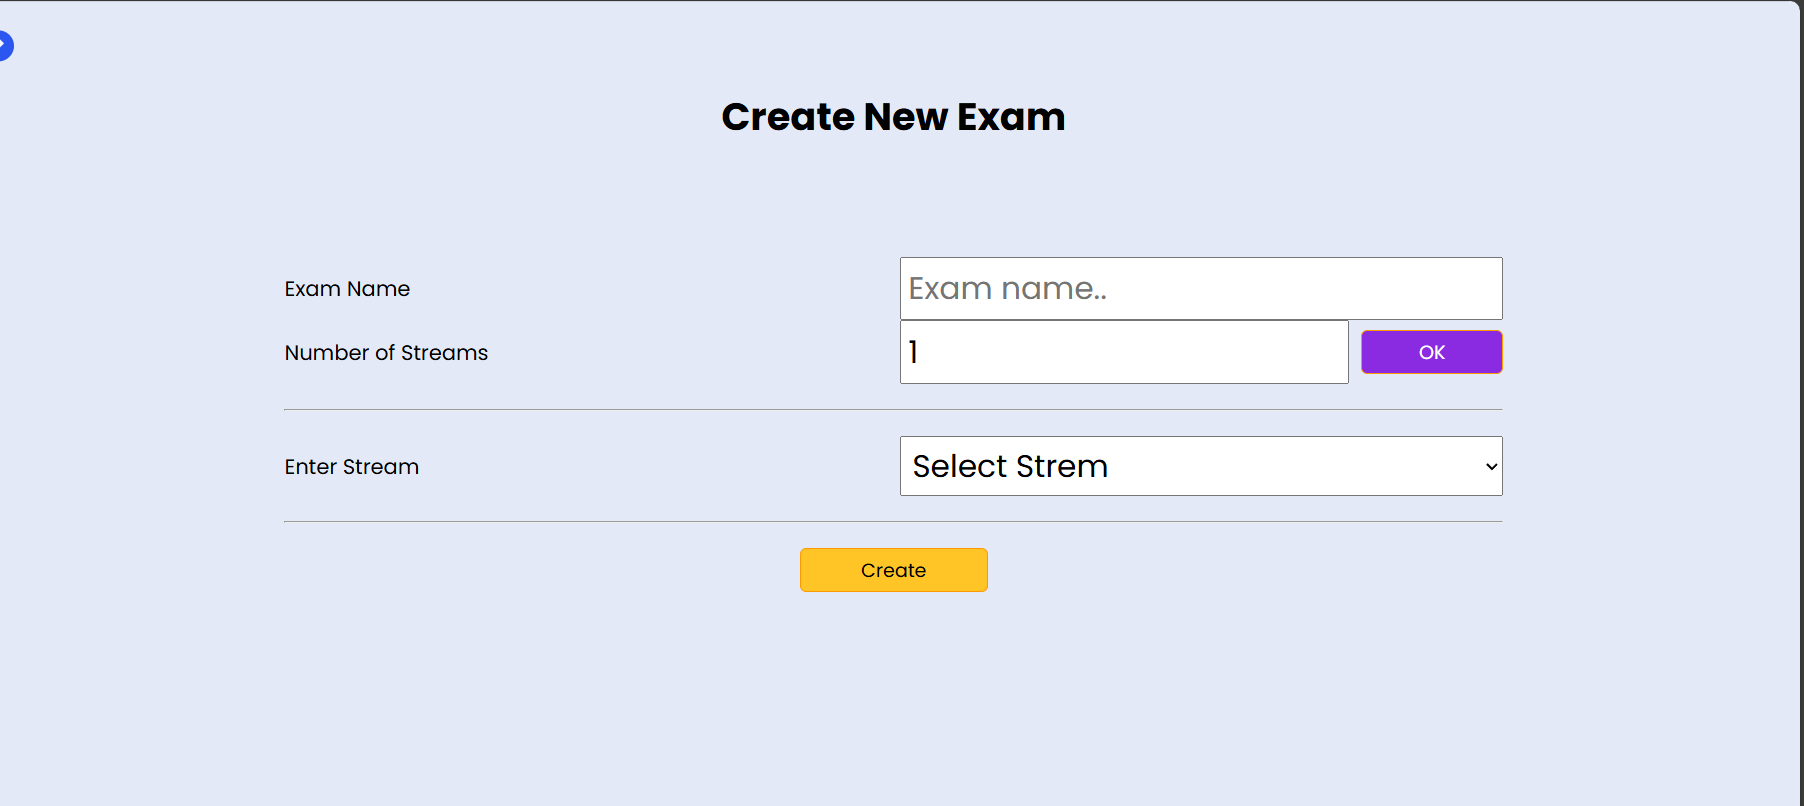 Create New Exam
Exam Name
Exam name..
Number of Streams
1
OK
Enter Stream
Select Strem
Create